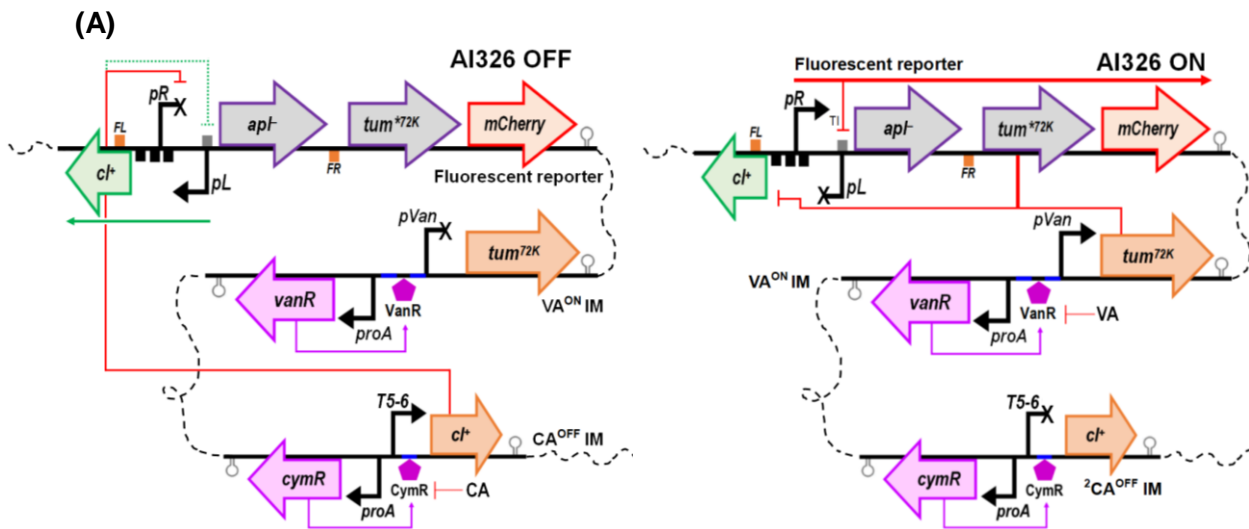 (A)
AI326 OFF
pR
FL
apl–
tum*72K
mCherry
cI+
pL
FR
Fluorescent reporter
pVan
tum72K
vanR
VanR
proA
VAON IM
T5-6
cI+
CAOFF IM
cymR
CymR
CA
proA
Fluorescent reporter
AI326 ON
pR
FL
TI
apl–
tum*72K
mCherry
cI+
pL
FR
pVan
tum72K
VAON IM
vanR
VanR
VA
proA
T5-6
cI+
cymR
CymR
2CAOFF IM
proA